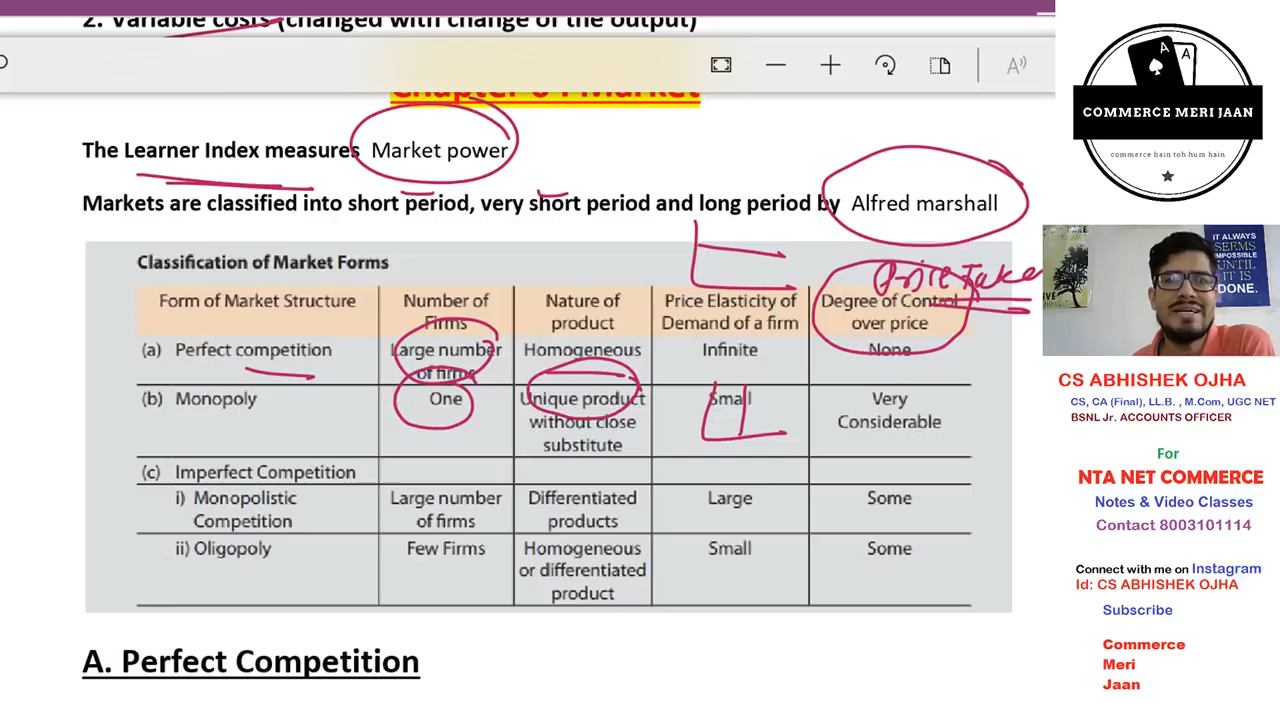 2. Variable costs (changed with change of the output)
Chapter 6 : Market
The Learner Index measures Market power
Markets are classified into short period, very short period and long period by Alfred marshall
Classification of Market Forms
Price Take
Form of Market Structure
Number of Firms
Nature of product
Price Elasticity of Demand of a firm
Degree of Control over price
(a) Perfect competition
Large number of firms
Homogeneous
Infinite
None
(b) Monopoly
One
Unique product without close substitute
Small
Very Considerable
(c) Imperfect Competition
i) Monopolistic Competition
Large number of firms
Differentiated products
Large
Some
ii) Oligopoly
Few Firms
Homogeneous or differentiated product
Small
Some
A. Perfect Competition
A A
COMMERCE MERI JAAN
commerce hain toh hum hain
IT ALWAYS
SEEMS
IMPOSSIBLE
UNTIL
IT IS
DONE.
CS ABHISHEK OJHA
CS, CA (Final), LL.B. , M.Com, UGC NET
BSNL Jr. ACCOUNTS OFFICER
For
NTA NET COMMERCE
Notes & Video Classes
Contact 8003101114
Connect with me on Instagram
Id: CS ABHISHEK OJHA
Subscribe
Commerce
Meri
Jaan